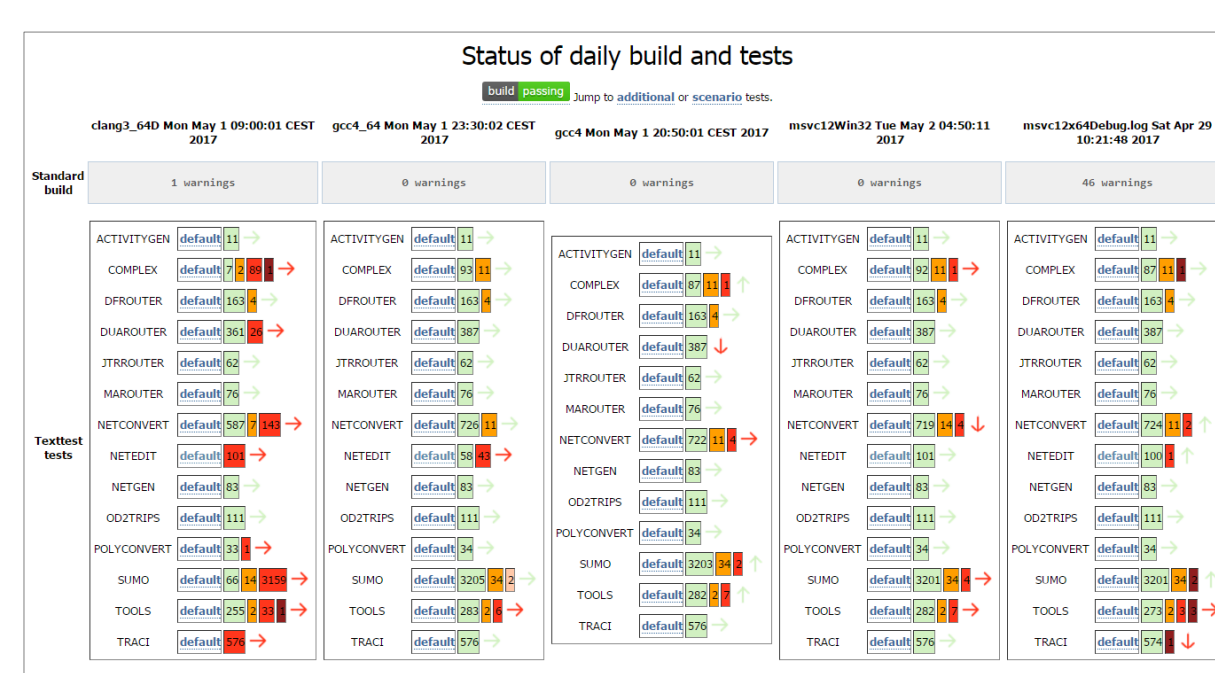 Status of daily build and tests
build passing Jump to additional or scenario tests.
clang3_64D Mon May 1 09:00:01 CEST 2017
gcc4_64 Mon May 1 23:30:02 CEST 2017
gcc4 Mon May 1 20:50:01 CEST 2017
msvc12Win32 Tue May 2 04:50:11 2017
msvc12x64Debug.log Sat Apr 29 10:21:48 2017
Standard build
1 warnings
0 warnings
0 warnings
0 warnings
46 warnings
Texttest tests
ACTIVITYGEN default 11 →
COMPLEX default 7 2 89 1 →
DFROUTER default 163 4 →
DUAROUTER default 361 26 →
JTRROUTER default 62 →
MAROUTER default 76 →
NETCONVERT default 587 7 143 →
NETEDIT default 101 →
NETGEN default 83 →
OD2TRIPS default 111 →
POLYCONVERT default 33 1 →
SUMO default 66 14 3159 →
TOOLS default 255 2 33 1 →
TRACI default 576 →
ACTIVITYGEN default 11 →
COMPLEX default 93 11 →
DFROUTER default 163 4 →
DUAROUTER default 387 →
JTRROUTER default 62 →
MAROUTER default 76 →
NETCONVERT default 726 11 →
NETEDIT default 58 43 →
NETGEN default 83 →
OD2TRIPS default 111 →
POLYCONVERT default 34 →
SUMO default 3205 34 2 →
TOOLS default 283 2 6 →
TRACI default 576 →
ACTIVITYGEN default 11 →
COMPLEX default 87 11 1 ↑
DFROUTER default 163 4 →
DUAROUTER default 387 ↓
JTRROUTER default 62 →
MAROUTER default 76 →
NETCONVERT default 722 11 4 →
NETGEN default 83 →
OD2TRIPS default 111 →
POLYCONVERT default 34 →
SUMO default 3203 34 2 ↑
TOOLS default 282 2 7 ↑
TRACI default 576 →
ACTIVITYGEN default 11 →
COMPLEX default 92 11 1 →
DFROUTER default 163 4 →
DUAROUTER default 387 →
JTRROUTER default 62 →
MAROUTER default 76 →
NETCONVERT default 719 14 4 ↓
NETEDIT default 101 →
NETGEN default 83 →
OD2TRIPS default 111 →
POLYCONVERT default 34 →
SUMO default 3201 34 4 →
TOOLS default 282 2 7 →
TRACI default 576 →
ACTIVITYGEN default 11 →
COMPLEX default 87 11 1 →
DFROUTER default 163 4 →
DUAROUTER default 387 →
JTRROUTER default 62 →
MAROUTER default 76 →
NETCONVERT default 724 11 2 ↑
NETEDIT default 100 1 ↑
NETGEN default 83 →
OD2TRIPS default 111 →
POLYCONVERT default 34 →
SUMO default 3201 34 2 ↑
TOOLS default 273 2 3 3 →
TRACI default 574 1 ↓